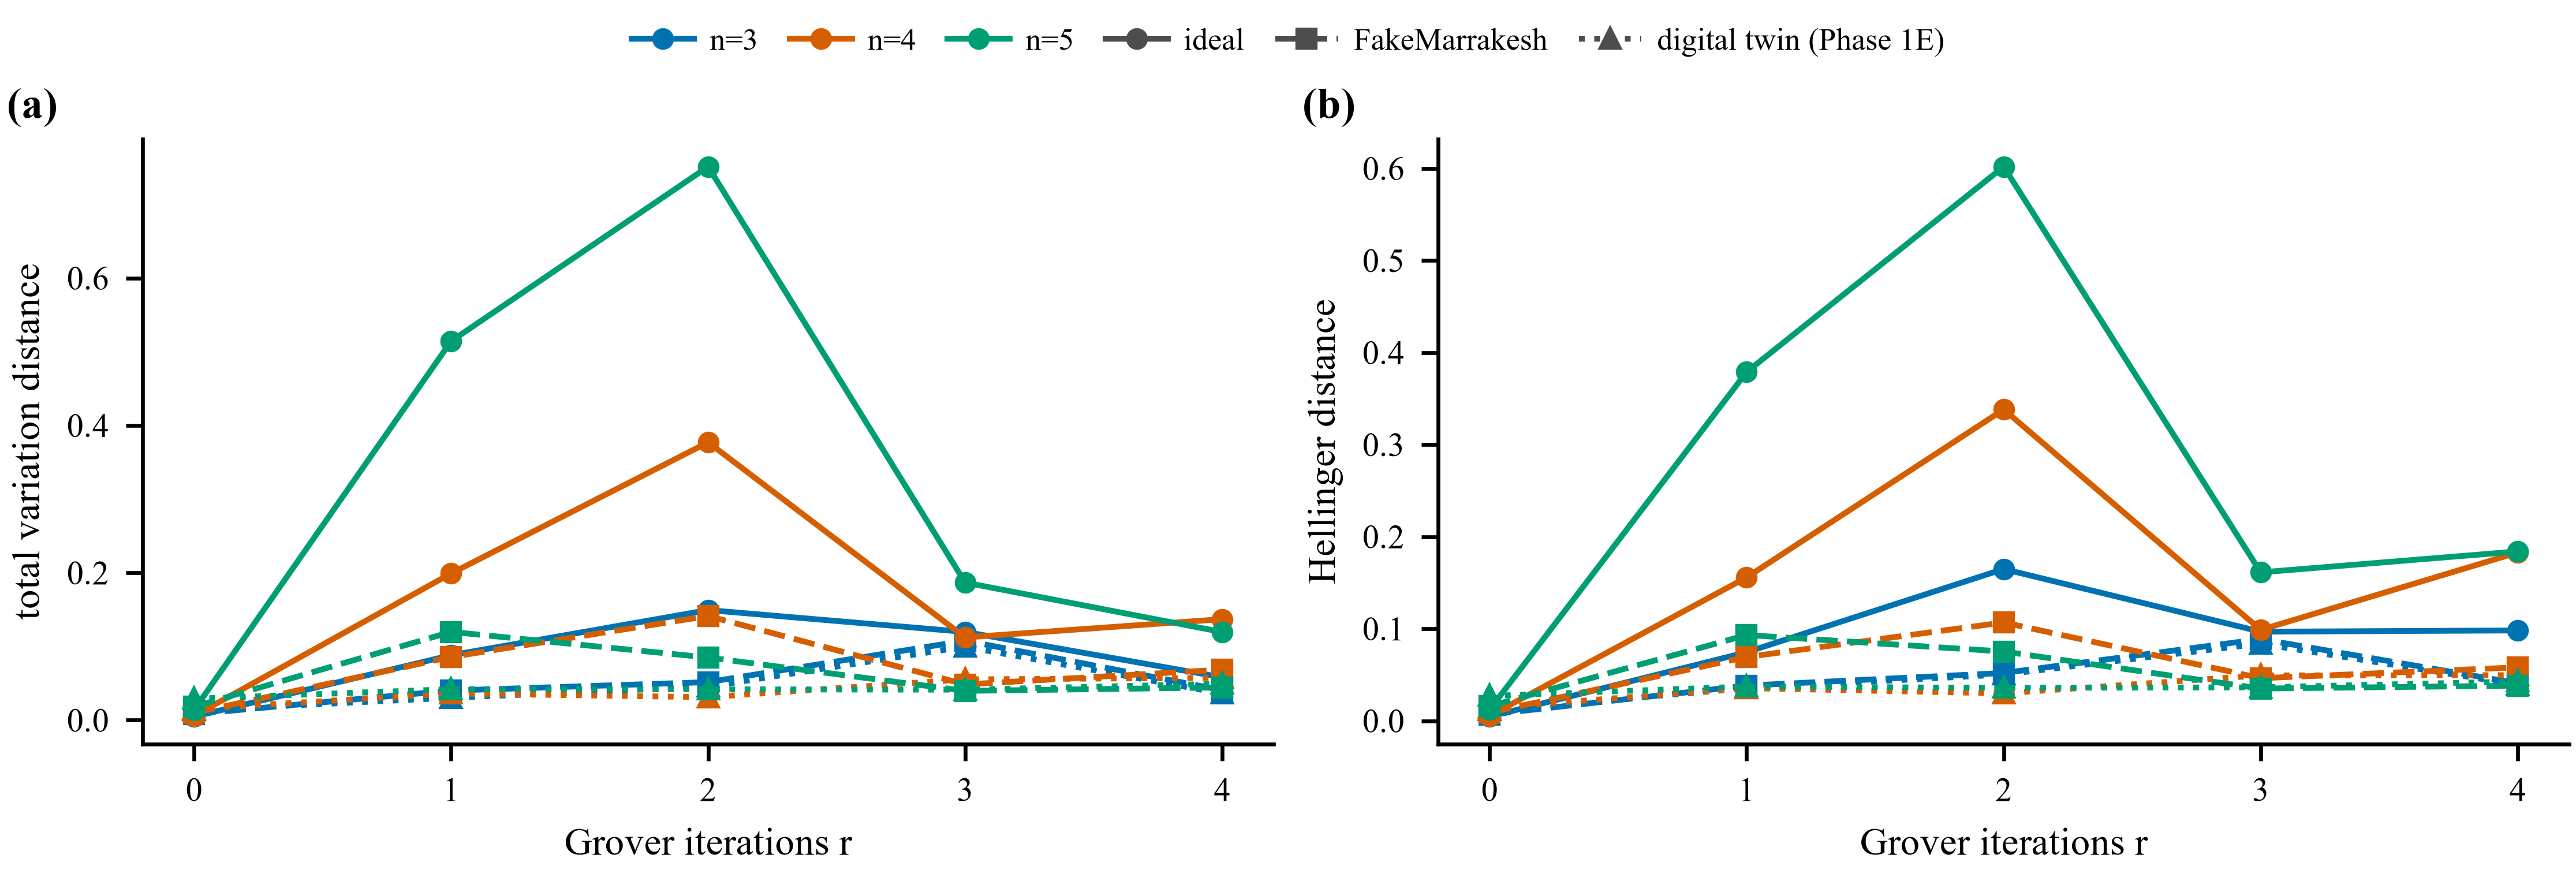 n=3 n=4 n=5 ideal FakeMarrakesh digital twin (Phase 1E)
(a)
total variation distance
0.6
0.4
0.2
0.0
0 1 2 3 4
Grover iterations r
(b)
Hellinger distance
0.6
0.5
0.4
0.3
0.2
0.1
0.0
0 1 2 3 4
Grover iterations r